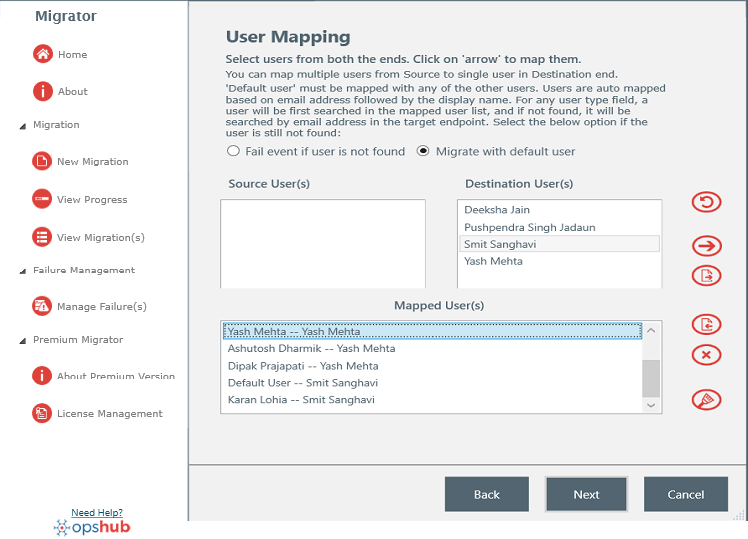 Migrator
Home
About
Migration
New Migration
View Progress
View Migration(s)
Failure Management
Manage Failure(s)
Premium Migrator
About Premium Version
License Management
Need Help?
opshub
User Mapping
Select users from both the ends. Click on 'arrow' to map them.
You can map multiple users from Source to single user in Destination end.
'Default user' must be mapped with any of the other users. Users are auto mapped
based on email address followed by the display name. For any user type field, a
user will be first searched in the mapped user list, and if not found, it will be
searched by email address in the target endpoint. Select the below option if the
user is still not found:
Fail event if user is not found Migrate with default user
Source User(s) Destination User(s)
Deeksha Jain
Pushpendra Singh Jadaun
Smit Sanghavi
Yash Mehta
Mapped User(s)
Yash Mehta -- Yash Mehta
Ashutosh Dharmik -- Yash Mehta
Dipak Prajapati -- Yash Mehta
Default User -- Smit Sanghavi
Karan Lohia -- Smit Sanghavi
Back Next Cancel